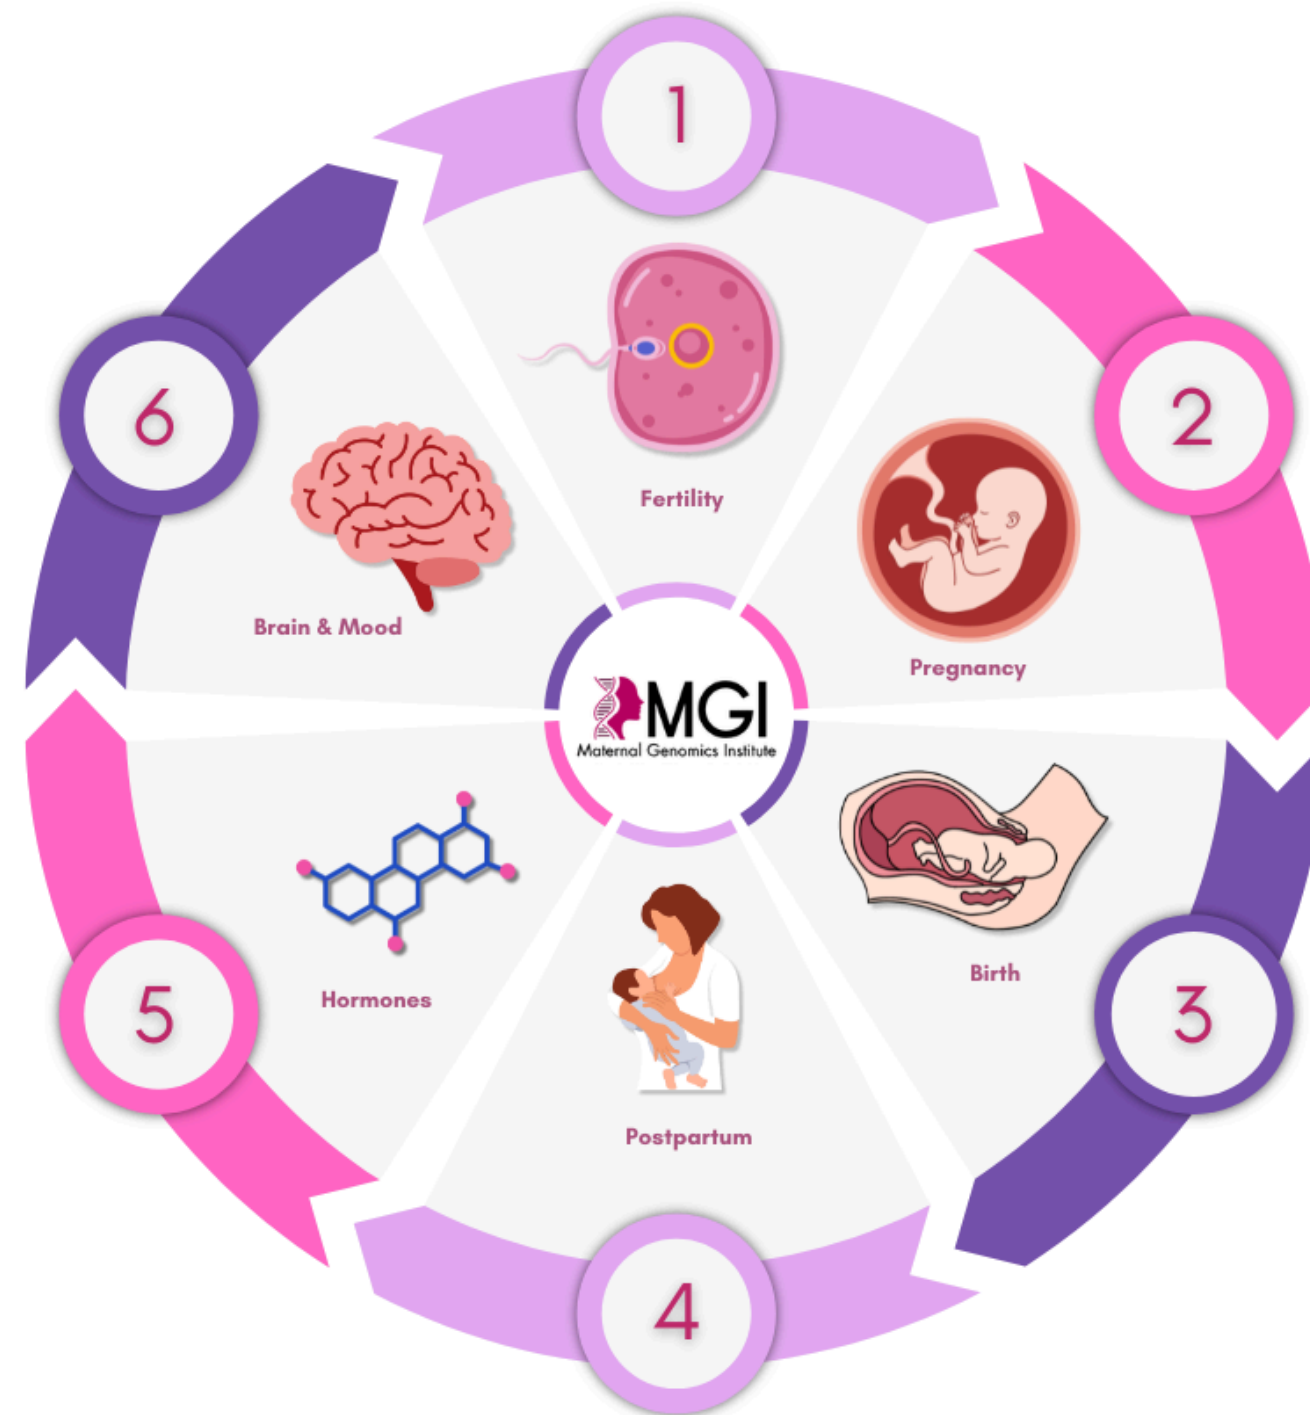 1
Fertility
2
Pregnancy
3
Birth
4
Postpartum
5
Hormones
6
Brain & Mood
MGI
Maternal Genomics Institute